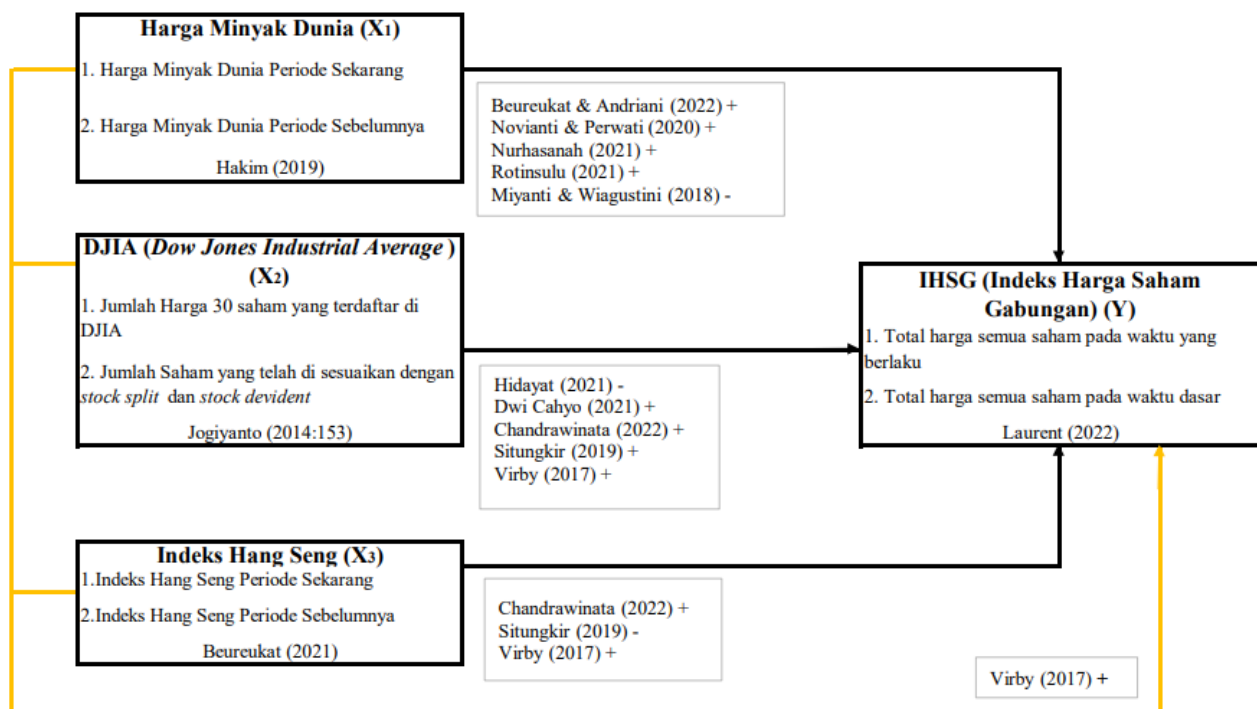 Harga Minyak Dunia (X1)
1. Harga Minyak Dunia Periode Sekarang
2. Harga Minyak Dunia Periode Sebelumnya
Hakim (2019)
Beureukat & Andriani (2022) +
Novianti & Perwati (2020) +
Nurhasanah (2021) +
Rotinsulu (2021) +
Miyanti & Wiagustini (2018) -
DJIA (Dow Jones Industrial Average )
(X2)
1. Jumlah Harga 30 saham yang terdaftar di
DJIA
2. Jumlah Saham yang telah di sesuaikan dengan
stock split dan stock devident
Jogiyanto (2014:153)
Hidayat (2021) -
Dwi Cahyo (2021) +
Chandrawinata (2022) +
Situngkir (2019) +
Virby (2017) +
IHSG (Indeks Harga Saham
Gabungan) (Y)
1. Total harga semua saham pada waktu yang
berlaku
2. Total harga semua saham pada waktu dasar
Laurent (2022)
Indeks Hang Seng (X3)
1.Indeks Hang Seng Periode Sekarang
2.Indeks Hang Seng Periode Sebelumnya
Beureukat (2021)
Chandrawinata (2022) +
Situngkir (2019) -
Virby (2017) +
Virby (2017) +